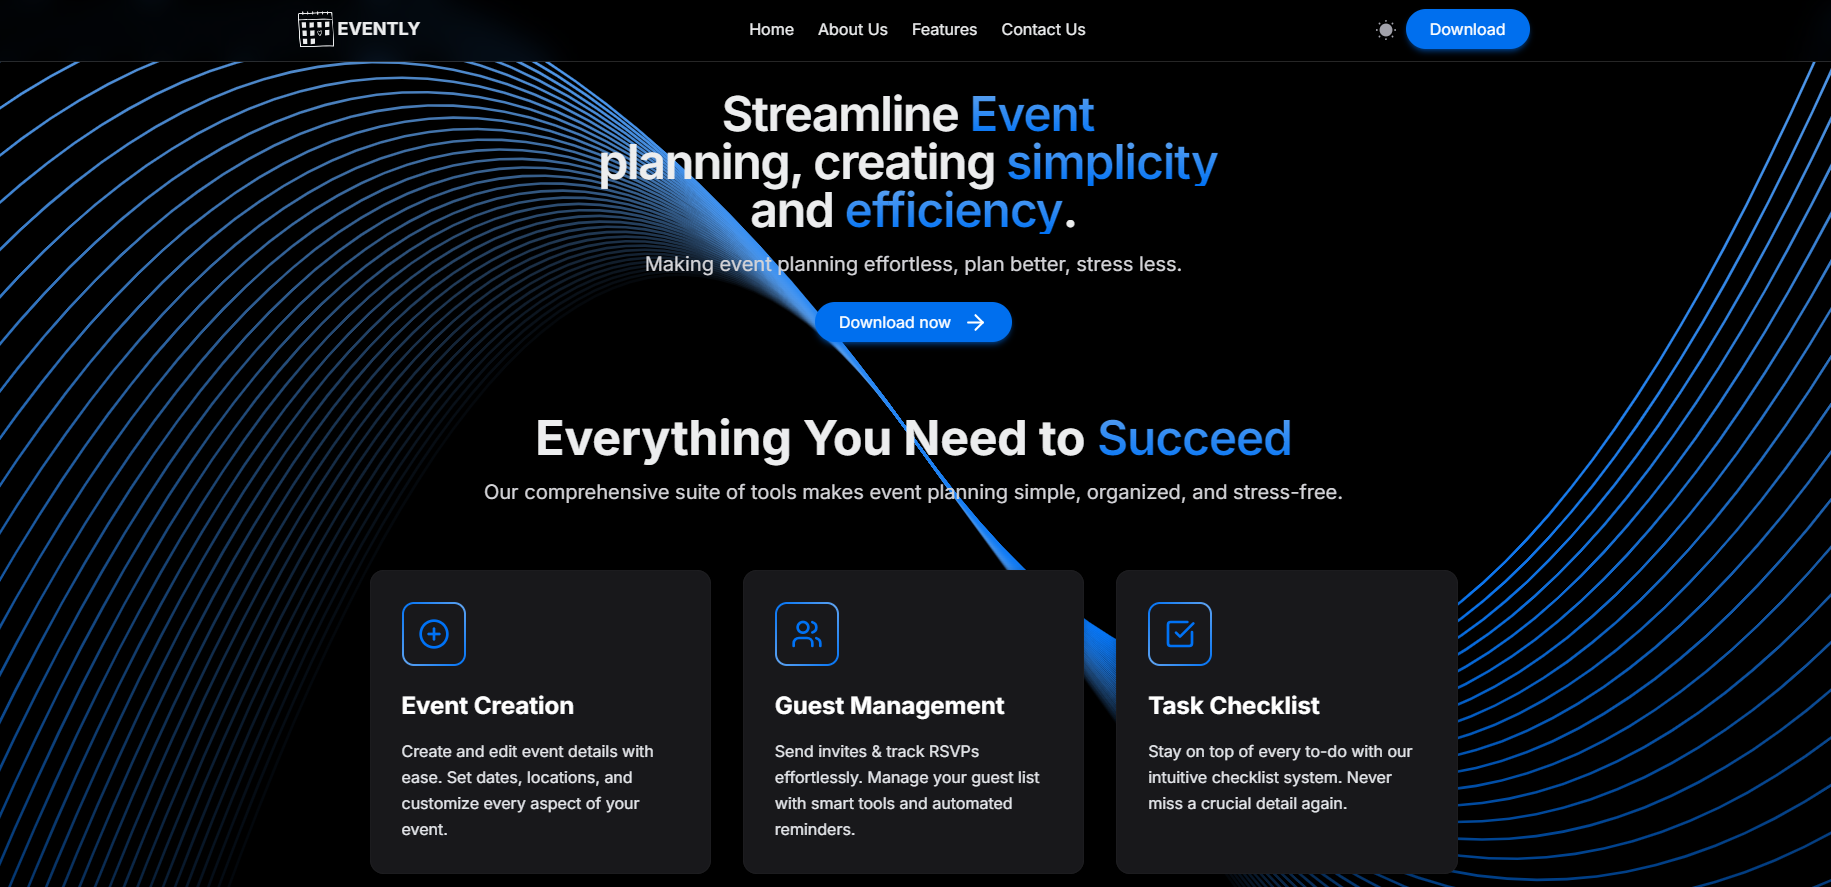 EVENTLY
Home
About Us
Features
Contact Us
Download
Streamline Event
planning, creating simplicity
and efficiency.
Making event planning effortless, plan better, stress less.
Download now
Everything You Need to Succeed
Our comprehensive suite of tools makes event planning simple, organized, and stress-free.
Event Creation
Create and edit event details with
ease. Set dates, locations, and
customize every aspect of your
event.
Guest Management
Send invites & track RSVPs
effortlessly. Manage your guest list
with smart tools and automated
reminders.
Task Checklist
Stay on top of every to-do with our
intuitive checklist system. Never
miss a crucial detail again.